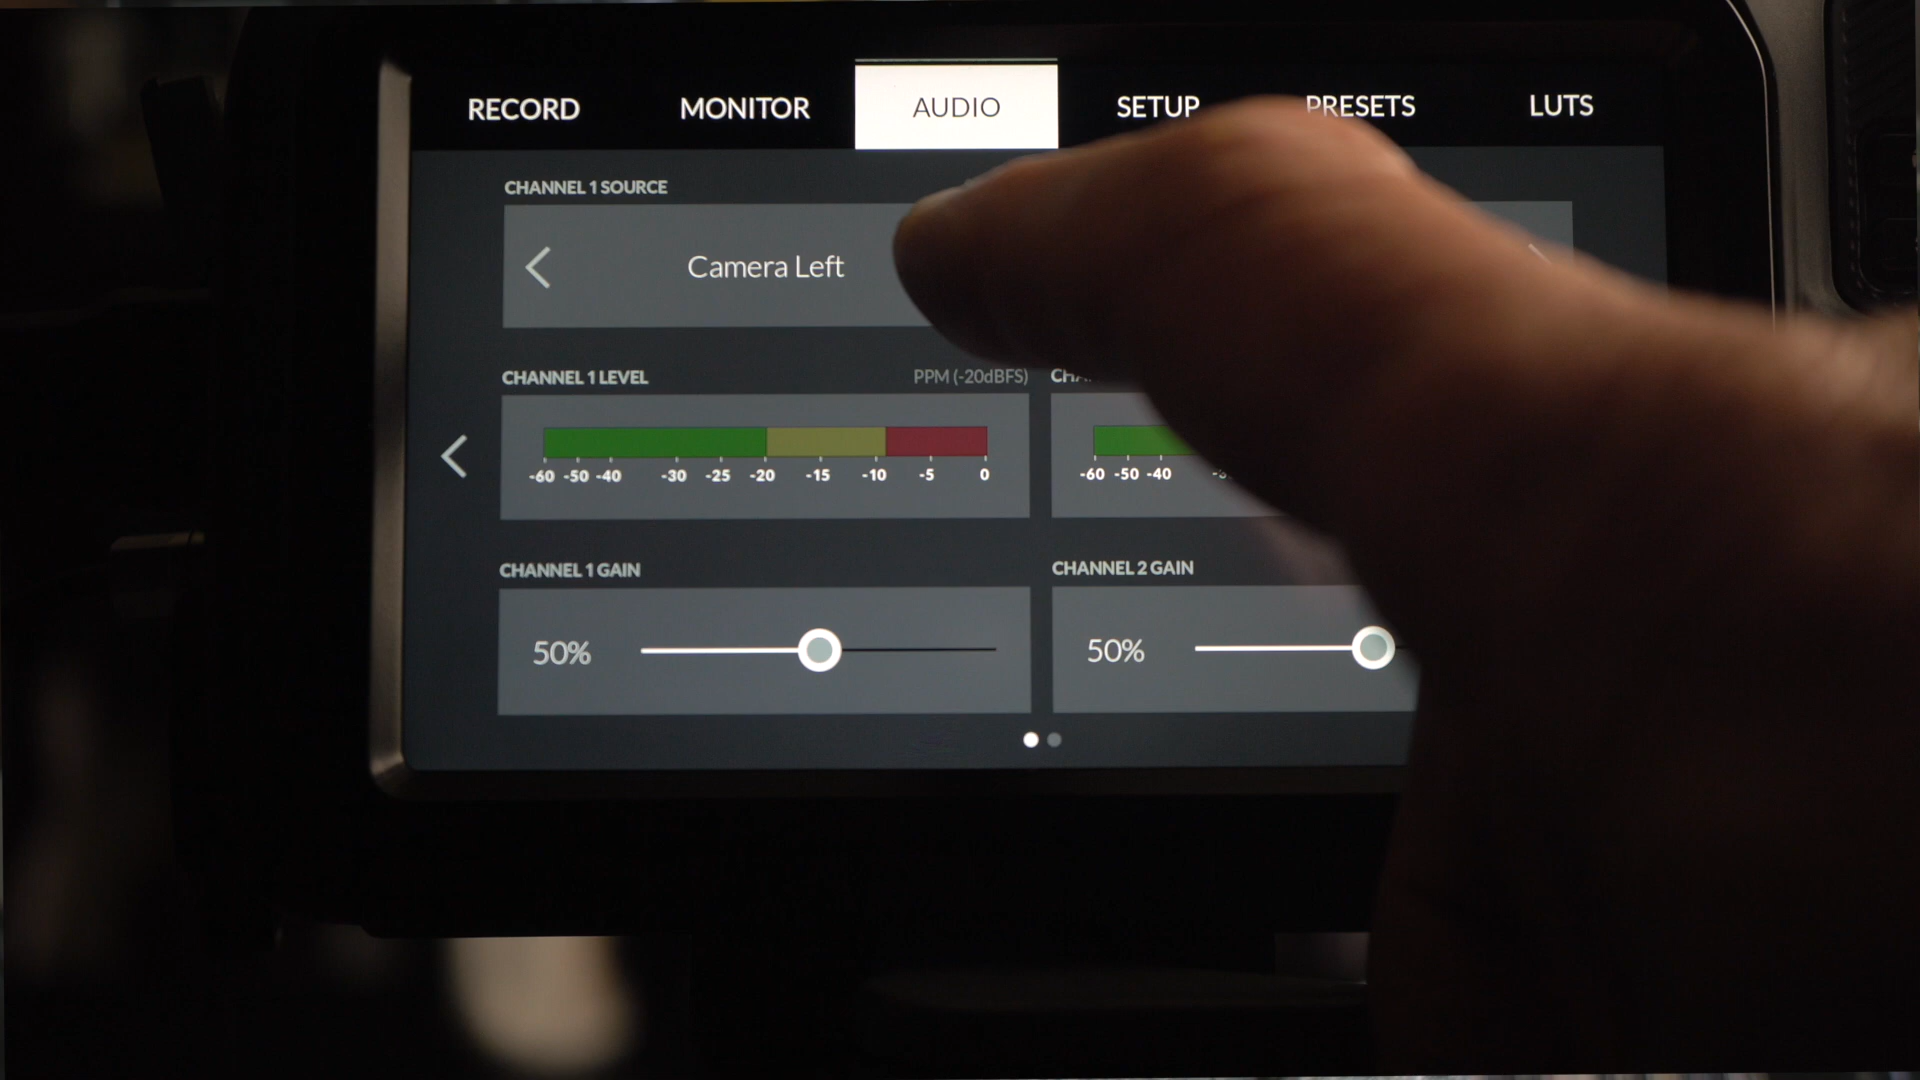 RECORD MONITOR AUDIO SETUP PRESETS LUTS
CHANNEL 1 SOURCE
Camera Left
CHANNEL 1 LEVEL PPM (-20dBFS)
-60 -50 -40 -30 -25 -20 -15 -10 -5 0 -60 -50 -40
CHANNEL 1 GAIN CHANNEL 2 GAIN
50% 50%